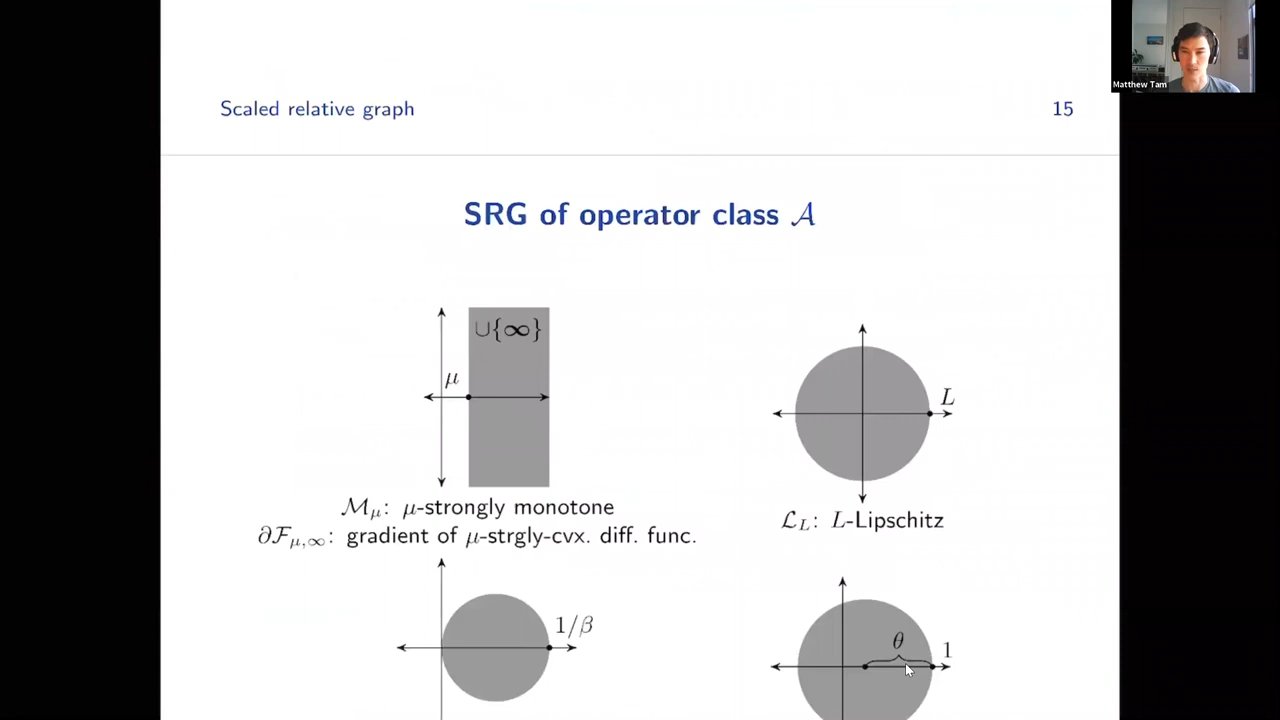 Matthew Tam
Scaled relative graph 15
SRG of operator class 𝒜
∪{∞}
μ
L
ℳ_μ: μ-strongly monotone
∂ℱ_{μ,∞}: gradient of μ-strgly-cvx. diff. func.
ℒ_L: L-Lipschitz
1/β
θ
1